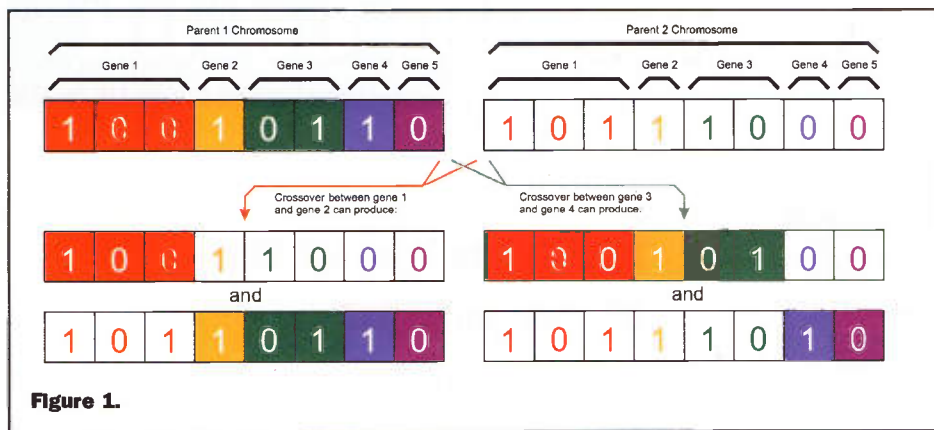 Parent 1 Chromosome
Parent 2 Chromosome
Gene 1 Gene 2 Gene 3 Gene 4 Gene 5
Gene 1 Gene 2 Gene 3 Gene 4 Gene 5
1 0 0 1 0 1 1 0
1 0 1 1 1 0 0 0
Crossover between gene 1
and gene 2 can produce:
Crossover between gene 3
and gene 4 can produce:
1 0 0 1 1 0 0 0
and
1 0 1 1 0 1 1 0
1 0 0 1 0 1 0 0
and
1 0 1 1 1 0 1 0
Figure 1.